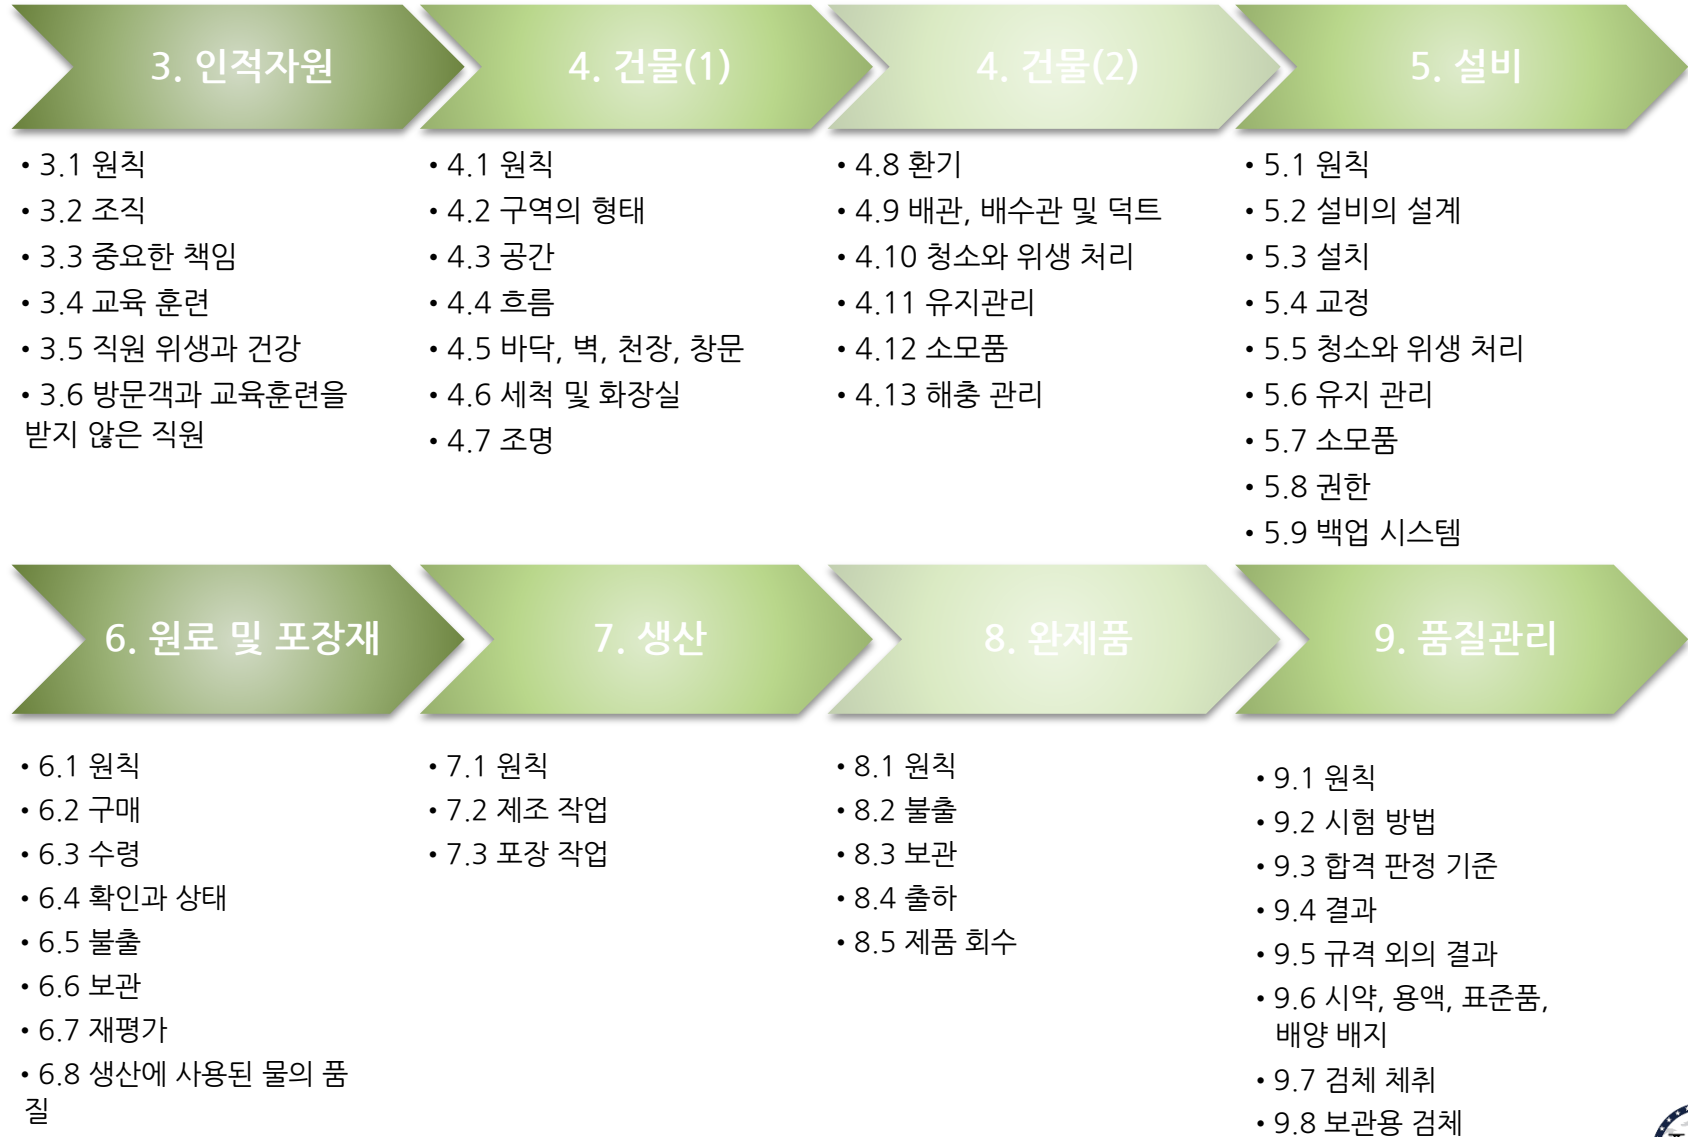 3. 인적자원
• 3.1 원칙
• 3.2 조직
• 3.3 중요한 책임
• 3.4 교육 훈련
• 3.5 직원 위생과 건강
• 3.6 방문객과 교육훈련을
받지 않은 직원
4. 건물(1)
• 4.1 원칙
• 4.2 구역의 형태
• 4.3 공간
• 4.4 흐름
• 4.5 바닥, 벽, 천장, 창문
• 4.6 세척 및 화장실
• 4.7 조명
4. 건물(2)
• 4.8 환기
• 4.9 배관, 배수관 및 덕트
• 4.10 청소와 위생 처리
• 4.11 유지관리
• 4.12 소모품
• 4.13 해충 관리
5. 설비
• 5.1 원칙
• 5.2 설비의 설계
• 5.3 설치
• 5.4 교정
• 5.5 청소와 위생 처리
• 5.6 유지 관리
• 5.7 소모품
• 5.8 권한
• 5.9 백업 시스템
6. 원료 및 포장재
• 6.1 원칙
• 6.2 구매
• 6.3 수령
• 6.4 확인과 상태
• 6.5 불출
• 6.6 보관
• 6.7 재평가
• 6.8 생산에 사용된 물의 품
질
7. 생산
• 7.1 원칙
• 7.2 제조 작업
• 7.3 포장 작업
8. 완제품
• 8.1 원칙
• 8.2 불출
• 8.3 보관
• 8.4 출하
• 8.5 제품 회수
9. 품질관리
• 9.1 원칙
• 9.2 시험 방법
• 9.3 합격 판정 기준
• 9.4 결과
• 9.5 규격 외의 결과
• 9.6 시약, 용액, 표준품,
배양 배지
• 9.7 검체 체취
• 9.8 보관용 검체